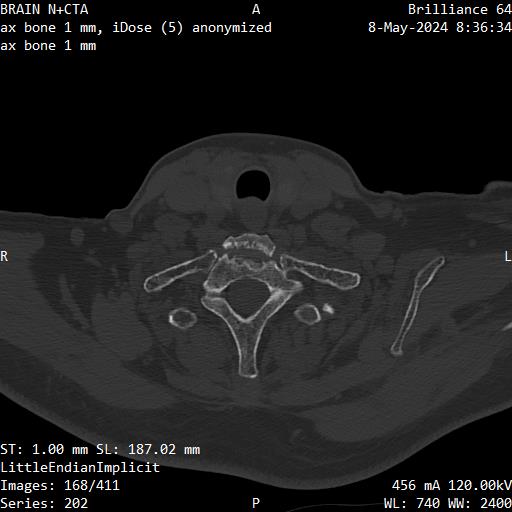 BRAIN N+CTA
A
Brilliance 64
ax bone 1 mm, iDose (5) anonymized
8-May-2024 8:36:34
ax bone 1 mm
R
L
ST: 1.00 mm SL: 187.02 mm
LittleEndianImplicit
Images: 168/411
456 mA 120.00kV
Series: 202
P
WL: 740 WW: 2400